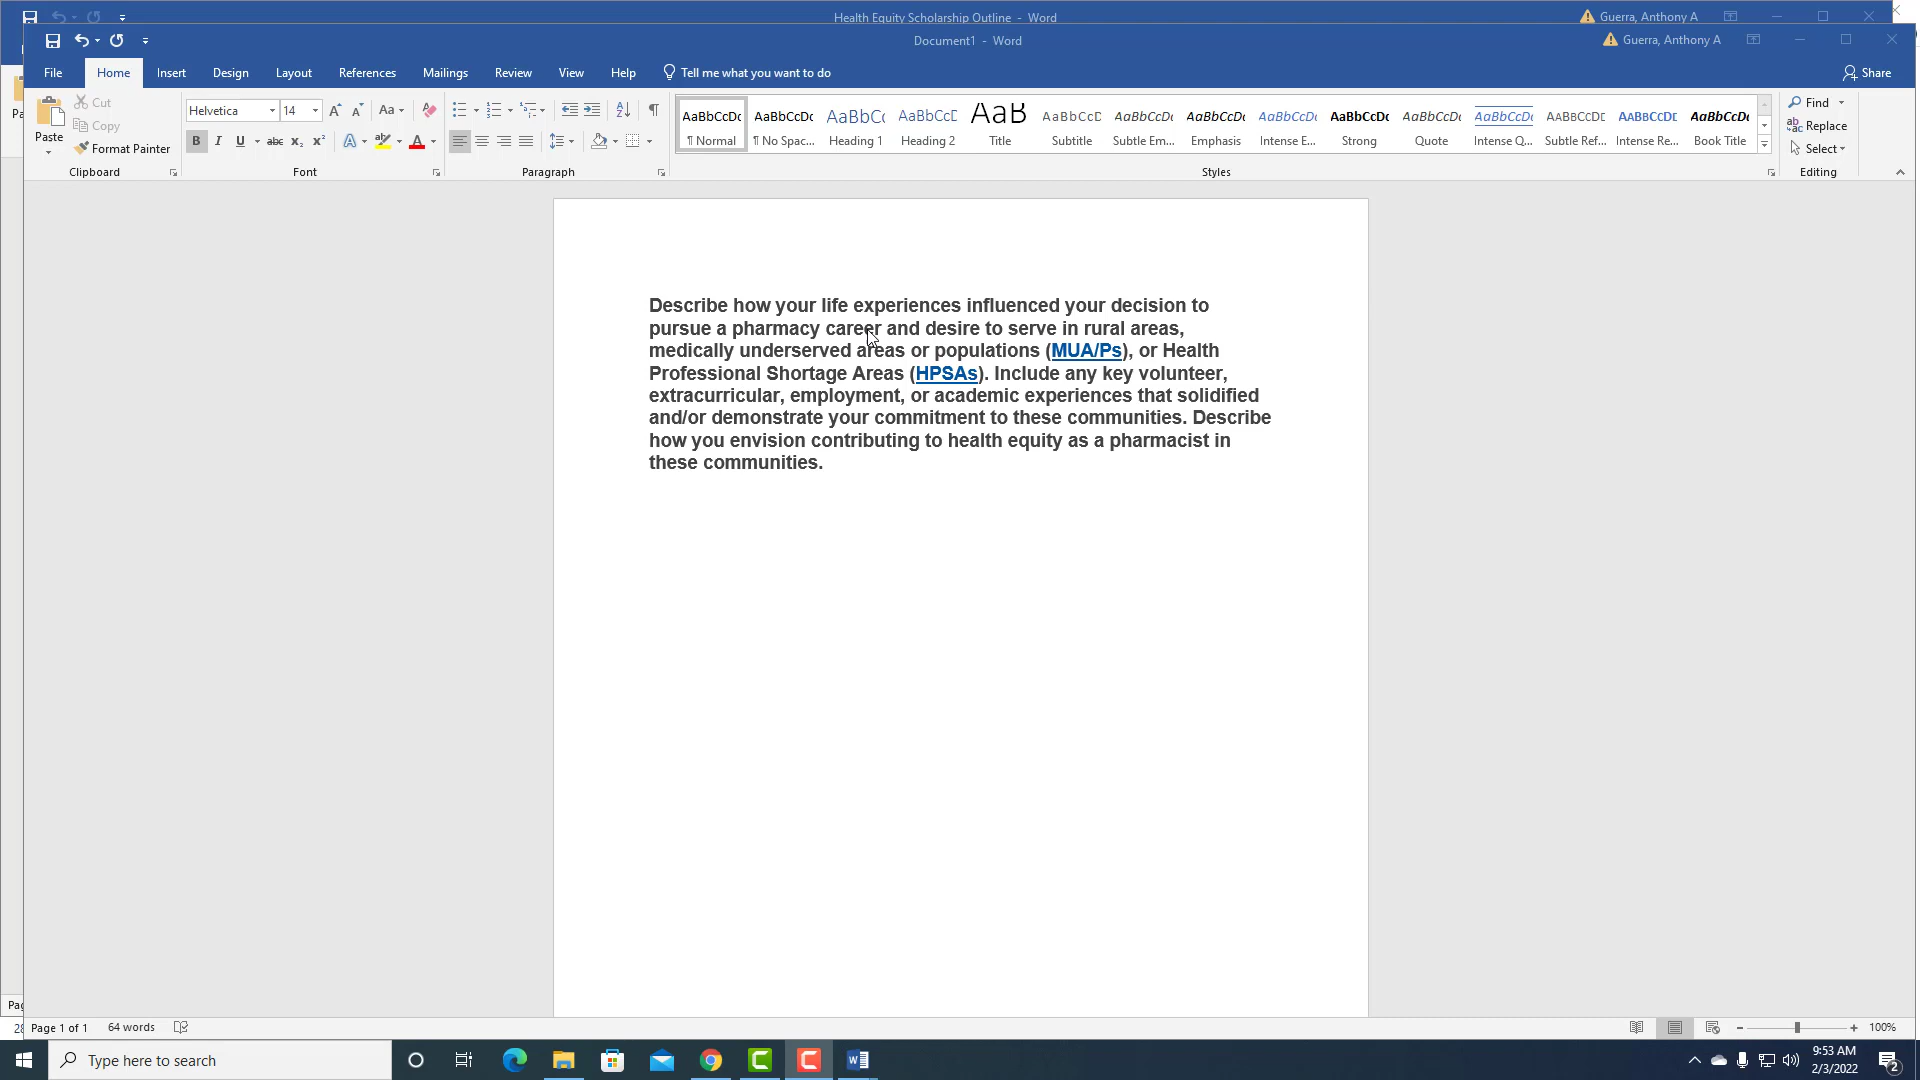 Health Equity Scholarship Outline - Word
Guerra, Anthony A
Document1 - Word
Guerra, Anthony A
File Home Insert Design Layout References Mailings Review View Help Tell me what you want to do Share
Paste
Cut
Copy
Format Painter
Clipboard
Helvetica 14
Font
Paragraph
AaBbCcDc AaBbCcDc AaBbCc AaBbCcE AaB AaBbCcD AaBbCcDc AaBbCcDc AaBbCcDc AaBbCcDc AaBbCcDc AaBbCcDc AABBCCDE AABBCCDE AaBbCcDc
¶ Normal ¶ No Spac... Heading 1 Heading 2 Title Subtitle Subtle Em... Emphasis Intense E... Strong Quote Intense Q... Subtle Ref... Intense Re... Book Title
Styles
Find
Replace
Select
Editing
Describe how your life experiences influenced your decision to
pursue a pharmacy career and desire to serve in rural areas,
medically underserved areas or populations (MUA/Ps), or Health
Professional Shortage Areas (HPSAs). Include any key volunteer,
extracurricular, employment, or academic experiences that solidified
and/or demonstrate your commitment to these communities. Describe
how you envision contributing to health equity as a pharmacist in
these communities.
Page 1 of 1 64 words
100%
Type here to search
9:53 AM
2/3/2022
2